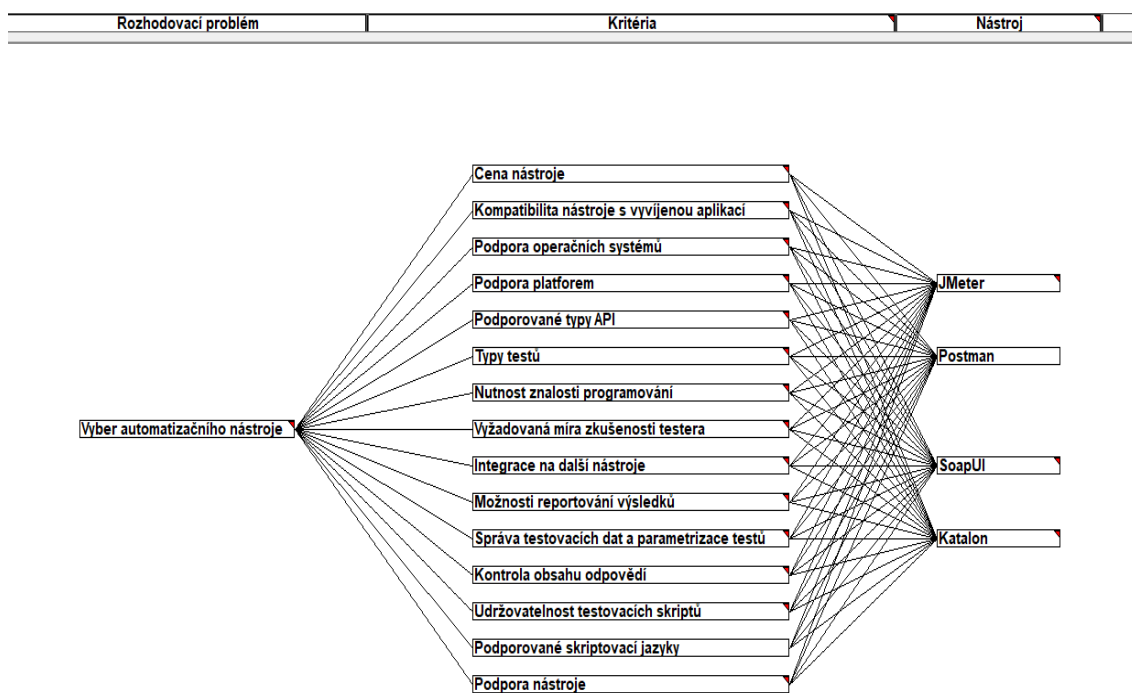 Rozhodovací problém
Kritéria
Nástroj
Cena nástroje
Kompatibilita nástroje s vyvíjenou aplikací
Podpora operačních systémů
Podpora platforem
Podporované typy API
Typy testů
Nutnost znalosti programování
Vyžadovaná míra zkušenosti testera
Integrace na další nástroje
Možnosti reportování výsledků
Správa testovacích dat a parametrizace testů
Kontrola obsahu odpovědí
Udržovatelnost testovacích skriptů
Podporované skriptovací jazyky
Podpora nástroje
Vyber automatizačního nástroje
JMeter
Postman
SoapUI
Katalon